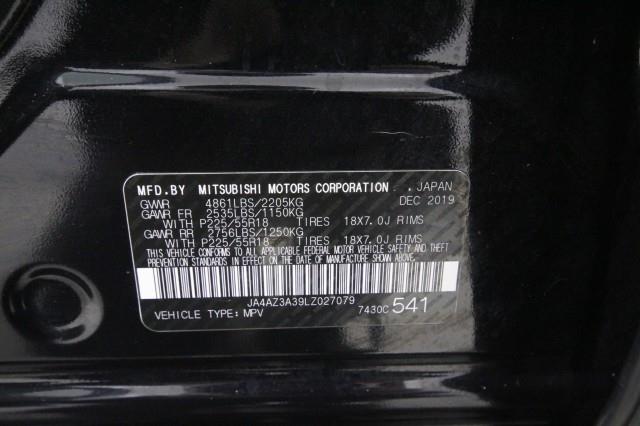 MFD.BY MITSUBISHI MOTORS CORPORATION . . JAPAN
GVWR 4861LBS/2205KG DEC 2019
GAWR FR 2535LBS/1150KG
WITH P225/55R18 TIRES 18X7.0J RIMS
GAWR RR 2756LBS/1250KG
WITH P225/55R18 TIRES 18X7.0J RIMS
THIS VEHICLE CONFORMS TO ALL APPLICABLE FEDERAL MOTOR VEHICLE SAFETY AND THEFT
PREVENTION STANDARDS IN EFFECT ON THE DATE OF MANUFACTURE SHOWN ABOVE.
JA4AZ3A39LZ027079
VEHICLE TYPE: MPV 7430C 541